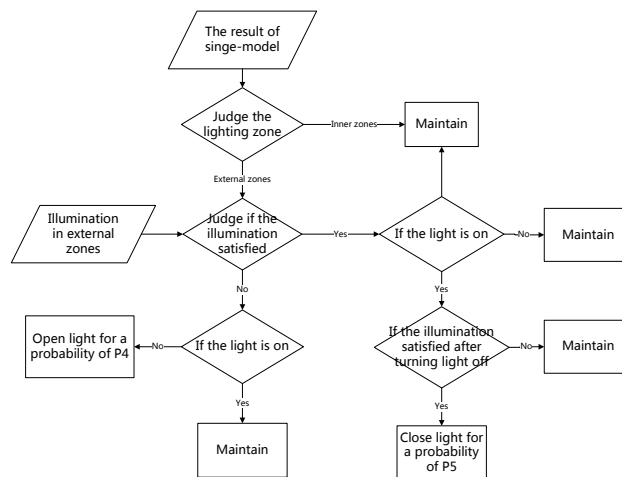 The result of
singe-model
Judge the
lighting zone
Inner zones
Maintain
External zones
Illumination
in external
zones
Judge if the
illumination
satisfied
Yes
If the light is on
No
Maintain
No
Yes
Open light for a
probability of P4
No
If the light is on
If the illumination
satisfied after
turning light off
No
Maintain
Yes
Yes
Maintain
Close light for
a probability
of P5